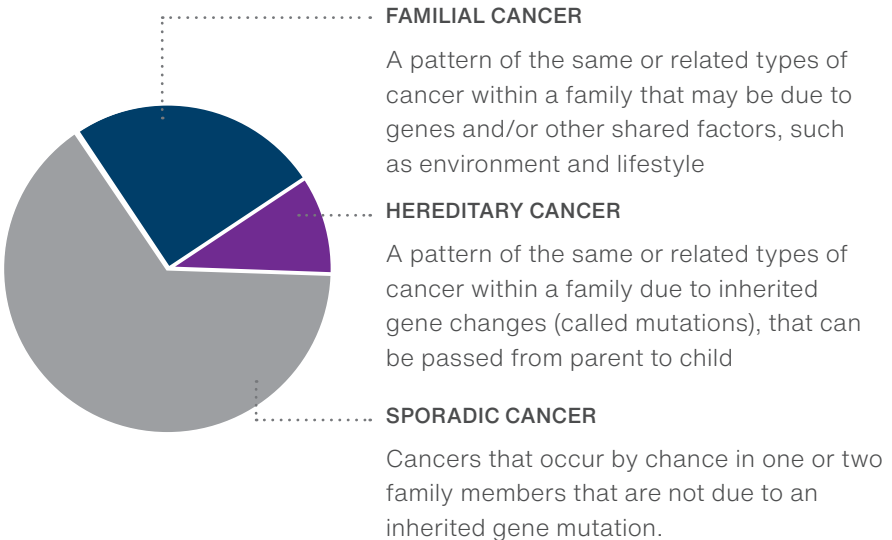 FAMILIAL CANCER
A pattern of the same or related types of
cancer within a family that may be due to
genes and/or other shared factors, such
as environment and lifestyle
HEREDITARY CANCER
A pattern of the same or related types of
cancer within a family due to inherited
gene changes (called mutations), that can
be passed from parent to child
SPORADIC CANCER
Cancers that occur by chance in one or two
family members that are not due to an
inherited gene mutation.